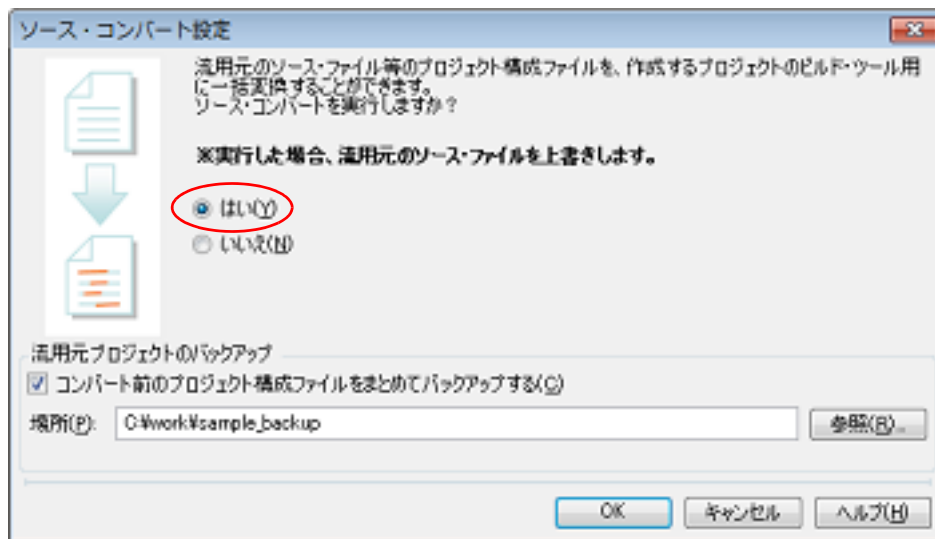 ソース・コンバート設定
流用元のソース・ファイル等のプロジェクト構成ファイルを、作成するプロジェクトのビルド・ツール用
に一括変換することができます。
ソース・コンバートを実行しますか？
※実行した場合、流用元のソース・ファイルを上書きします。
はい(Y)
いいえ(N)
流用元プロジェクトのバックアップ
コンバート前のプロジェクト構成ファイルをまとめてバックアップする(C)
場所(P): C:¥work¥sample_backup 参照(R)...
OK キャンセル ヘルプ(H)